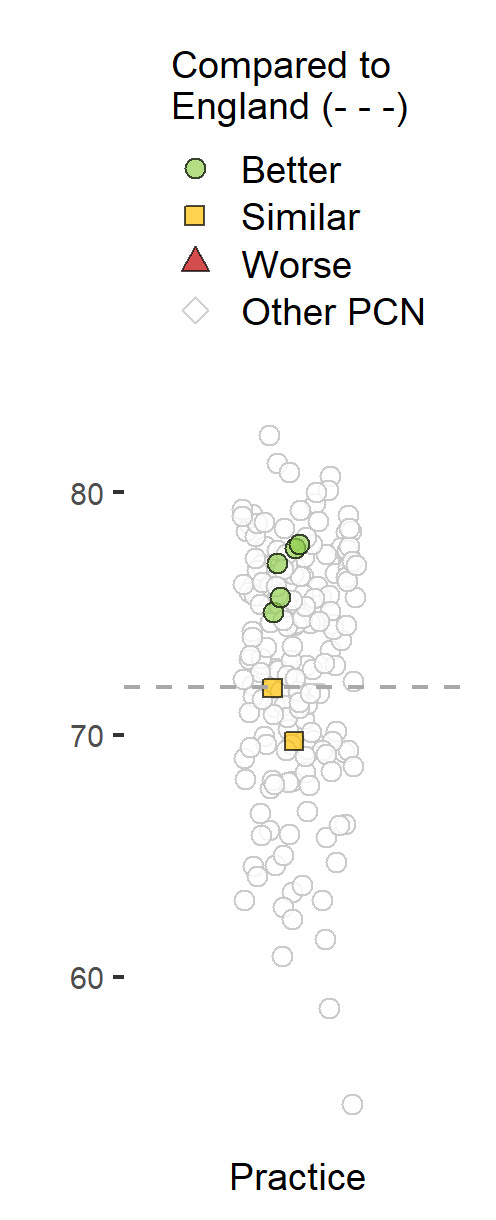 Compared to
England (- - -)
Better
Similar
Worse
Other PCN
80
70
60
Practice